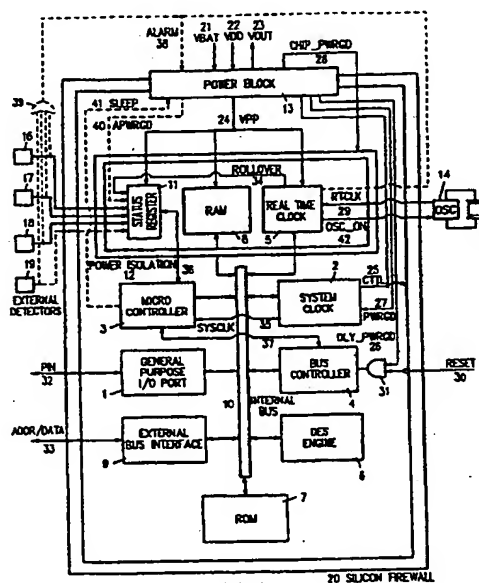 21 22 23
VBAT VDD VOUT
ALARM
38
CHIP_PWRGD
28
POWER BLOCK
13
39
41 SLEEP
40 APWRGD
24 VPP
16
17
18
19
EXTERNAL
DETECTORS
ROLLOVER
34
11
STATUS
REGISTER
RAM
8
REAL TIME
CLOCK
5
RTCLK
29
OSC_ON
42
14
OSC
POWER ISOLATION
12
36
2
25
CTTL
27
PWRGD
MICRO
CONTROLLER
3
SYSTEM
CLOCK
SYSCLK
35
37
DLY_PWRGD
26
PIN
32
GENERAL
PURPOSE
I/O PORT
1
BUS
CONTROLLER
4
31
RESET
30
10
INTERNAL
BUS
ADDR/DATA
33
EXTERNAL
BUS INTERFACE
9
DES
ENGINE
6
ROM
7
20 SILICON FIREWALL